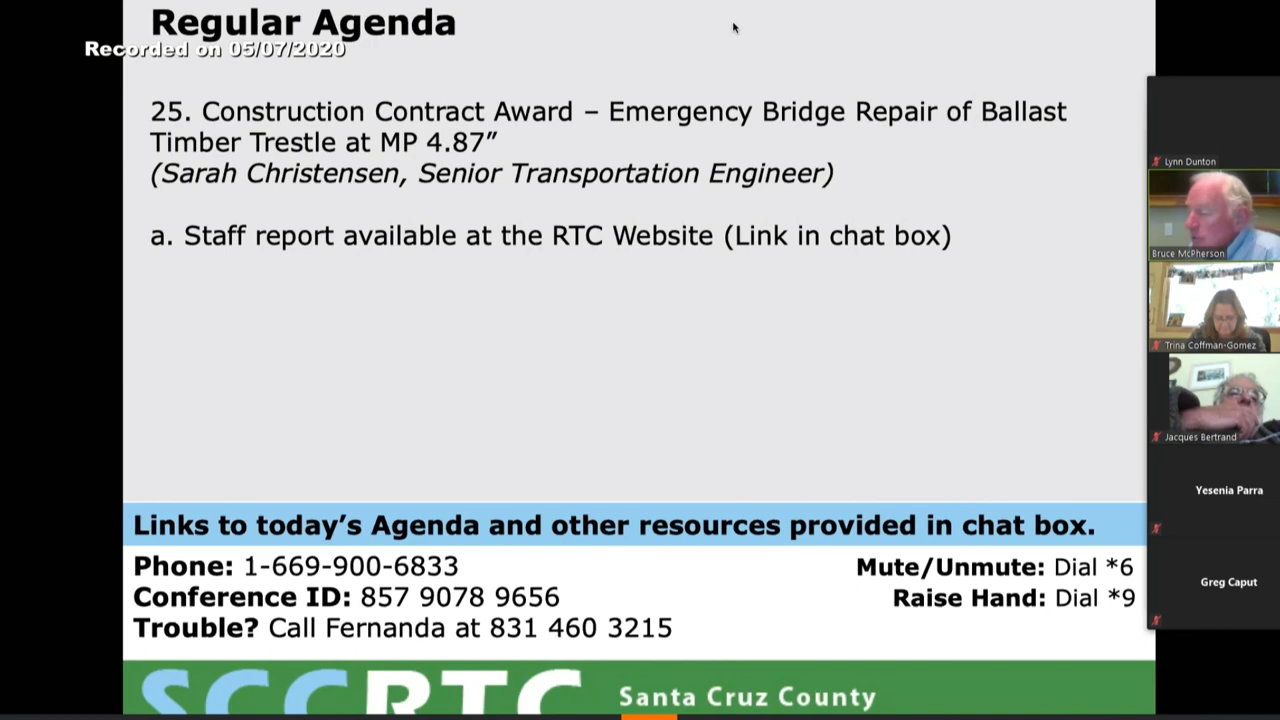 Regular Agenda
Recorded on 05/07/2020
25. Construction Contract Award – Emergency Bridge Repair of Ballast
Timber Trestle at MP 4.87”
(Sarah Christensen, Senior Transportation Engineer)
a. Staff report available at the RTC Website (Link in chat box)
Lynn Dunton
Bruce McPherson
Trina Coffman-Gomez
Jacques Bertrand
Yesenia Parra
Greg Caput
Links to today’s Agenda and other resources provided in chat box.
Phone: 1-669-900-6833
Mute/Unmute: Dial *6
Conference ID: 857 9078 9656
Raise Hand: Dial *9
Trouble? Call Fernanda at 831 460 3215
SCCRTC
Santa Cruz County